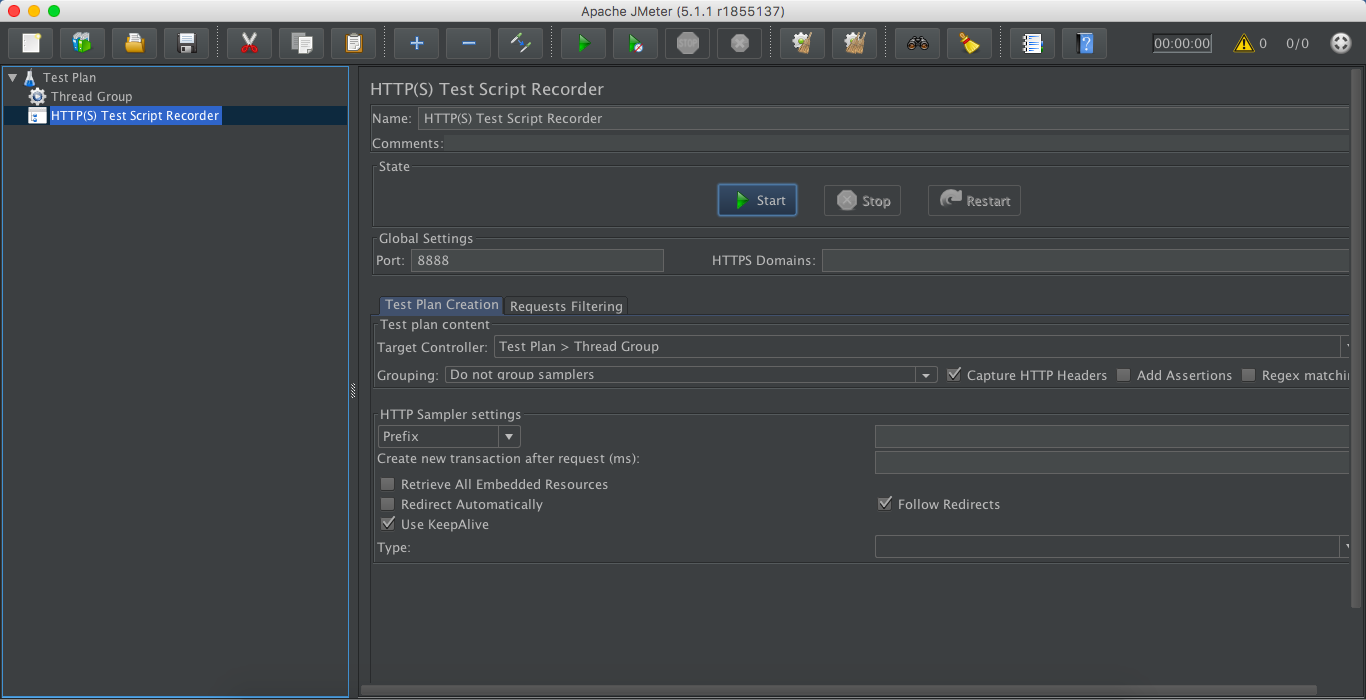 Apache JMeter (5.1.1 r1855137)
STOP 00:00:00 0 0/0
Test Plan
Thread Group
HTTP(S) Test Script Recorder
HTTP(S) Test Script Recorder
Name: HTTP(S) Test Script Recorder
Comments:
State
Start Stop Restart
Global Settings
Port: 8888 HTTPS Domains:
Test Plan Creation Requests Filtering
Test plan content
Target Controller: Test Plan > Thread Group
Grouping: Do not group samplers Capture HTTP Headers Add Assertions Regex matchi
HTTP Sampler settings
Prefix
Create new transaction after request (ms):
Retrieve All Embedded Resources
Redirect Automatically Follow Redirects
Use KeepAlive
Type: